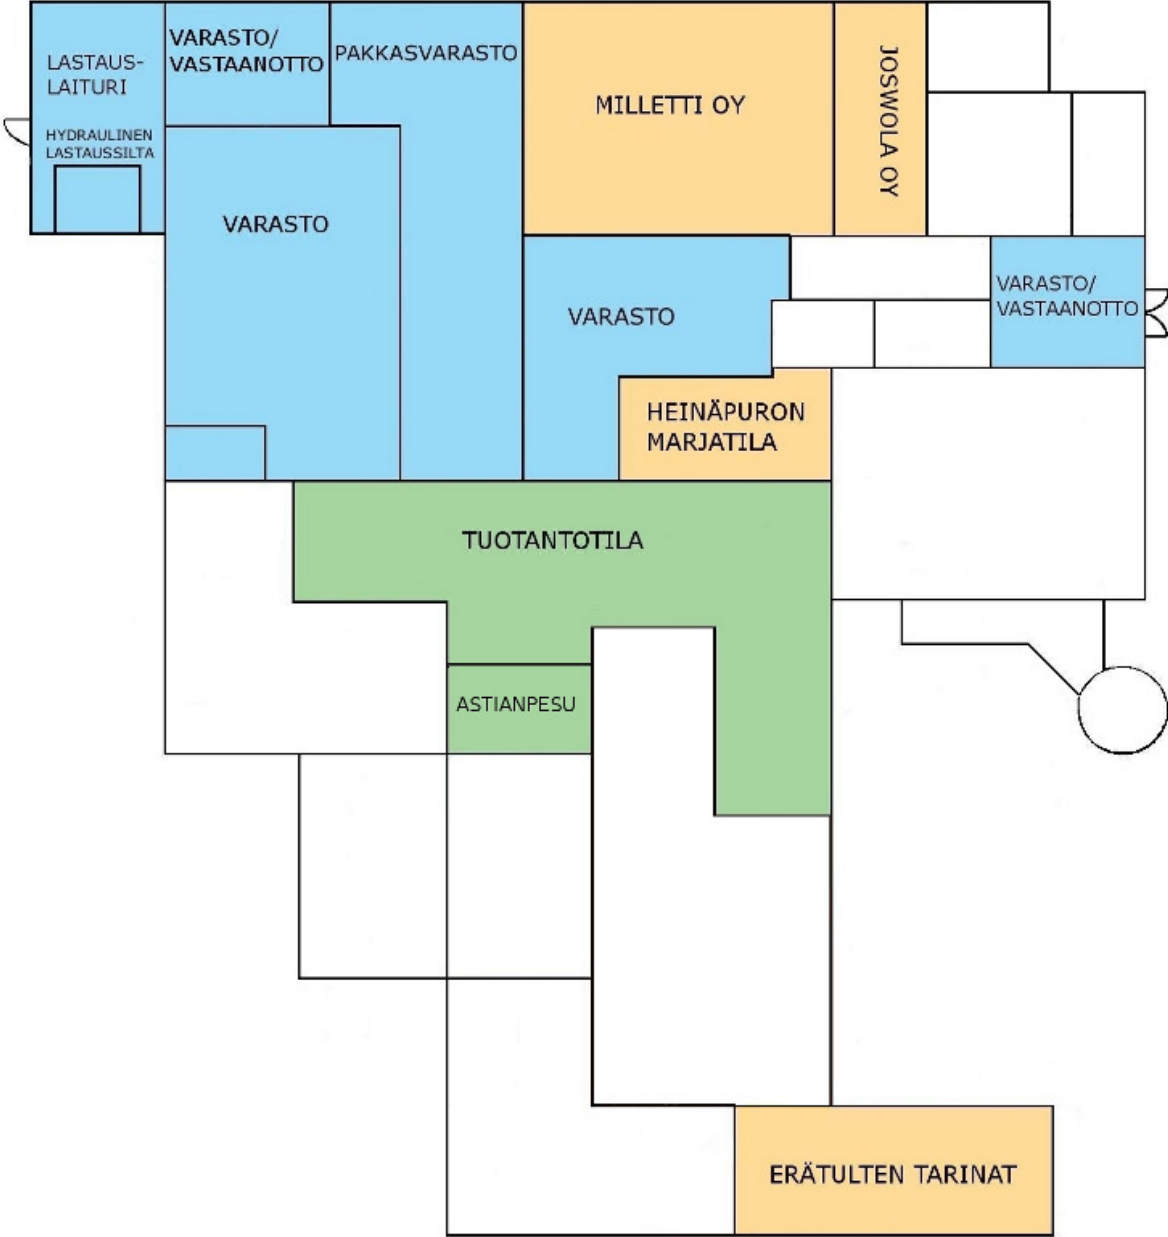 LASTAUS-
LAITURI
HYDRAULINEN
LASTAUSSILTA
VARASTO/
VASTAANOTTO
PAKKASVARASTO
MILLETTI OY
JOSWOLA OY
VARASTO
VARASTO
VARASTO/
VASTAANOTTO
HEINÄPURON
MARJATILA
TUOTANTOTILA
ASTIANPESU
ERÄTULTEN TARINAT